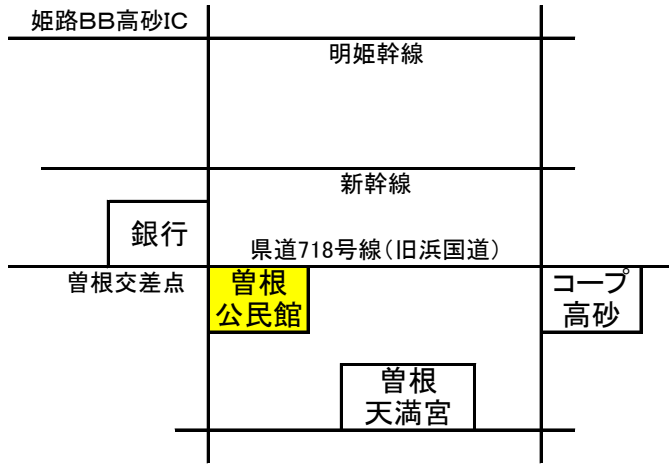 姫路BB高砂IC
明姫幹線
新幹線
銀行
県道718号線(旧浜国道)
曽根交差点
曽根
公民館
コープ
高砂
曽根
天満宮